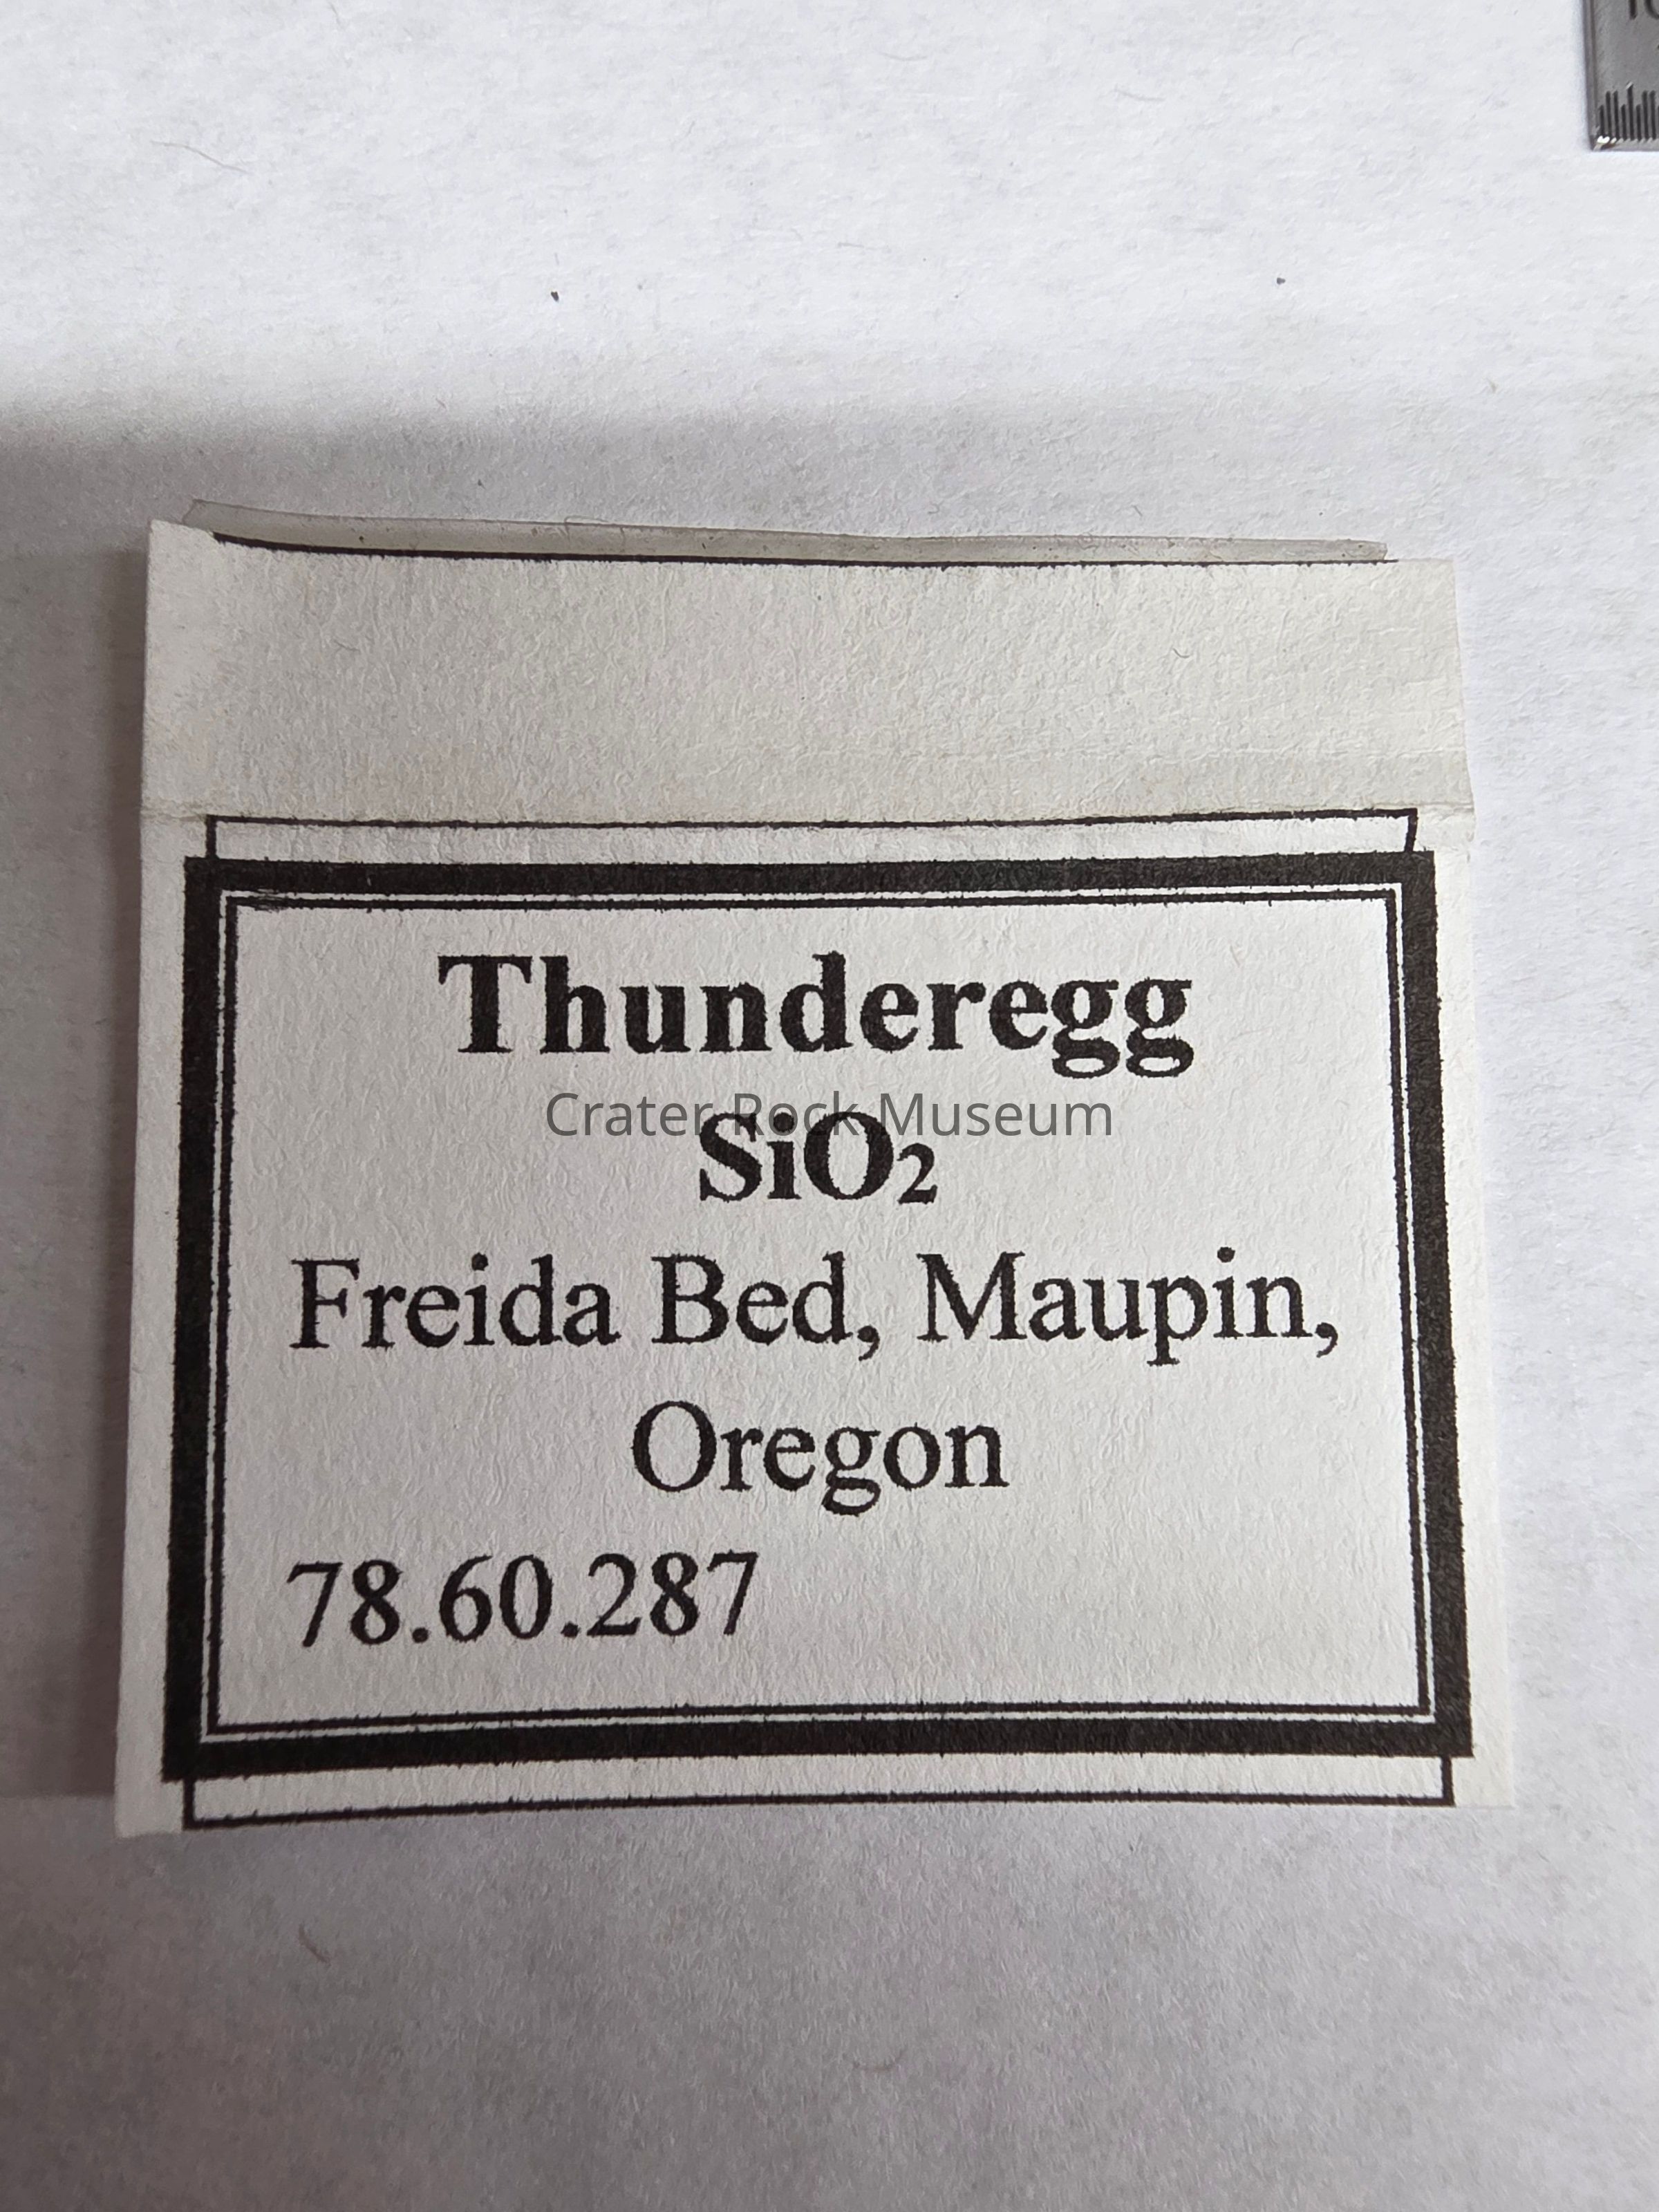 Thunderegg
Crater Rock Museum
SiO₂
Freida Bed, Maupin,
Oregon
78.60.287